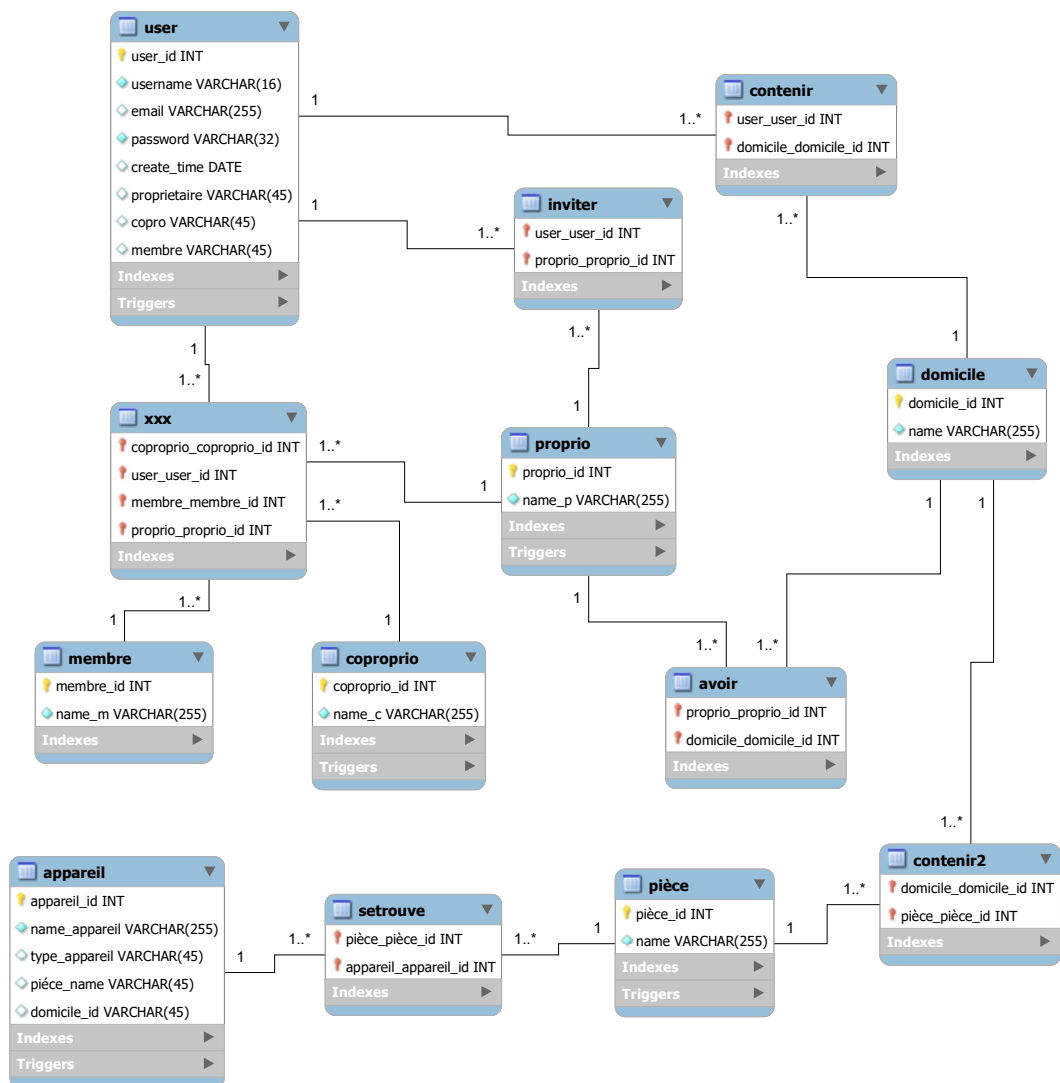 user
user_id INT
username VARCHAR(16)
email VARCHAR(255)
password VARCHAR(32)
create_time DATE
proprietaire VARCHAR(45)
copro VARCHAR(45)
membre VARCHAR(45)
Indexes
Triggers
1
1..*
contenir
user_user_id INT
domicile_domicile_id INT
Indexes
1
1..*
inviter
user_user_id INT
proprio_proprio_id INT
Indexes
1..*
1
1..*
1
domicile
domicile_id INT
name VARCHAR(255)
Indexes
1
1..*
xxx
coproprio_coproprio_id INT
user_user_id INT
membre_membre_id INT
proprio_proprio_id INT
Indexes
1..*
1
1..*
1
proprio
proprio_id INT
name_p VARCHAR(255)
Indexes
Triggers
1..*
1
membre
membre_id INT
name_m VARCHAR(255)
Indexes
coproprio
coproprio_id INT
name_c VARCHAR(255)
Indexes
Triggers
1
1..*
1
1..*
avoir
proprio_proprio_id INT
domicile_domicile_id INT
Indexes
1
1..*
appareil
appareil_id INT
name_appareil VARCHAR(255)
type_appareil VARCHAR(45)
piéce_name VARCHAR(45)
domicile_id VARCHAR(45)
Indexes
Triggers
1
1..*
setrouve
pièce_pièce_id INT
appareil_appareil_id INT
Indexes
1..*
1
pièce
pièce_id INT
name VARCHAR(255)
Indexes
Triggers
1
1..*
contenir2
domicile_domicile_id INT
pièce_pièce_id INT
Indexes